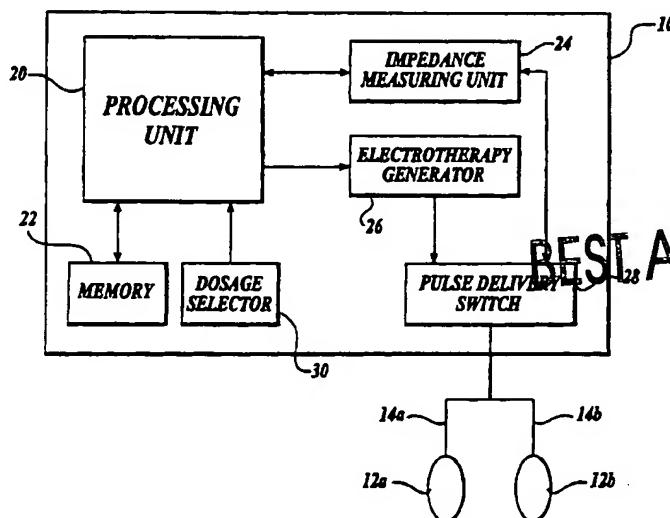 10
20
24
IMPEDANCE
MEASURING UNIT
PROCESSING
UNIT
ELECTROTHERAPY
GENERATOR
26
22
MEMORY
DOSAGE
SELECTOR
PULSE DELIVERY
SWITCH
BEST A
28
30
14a
14b
12a
12b